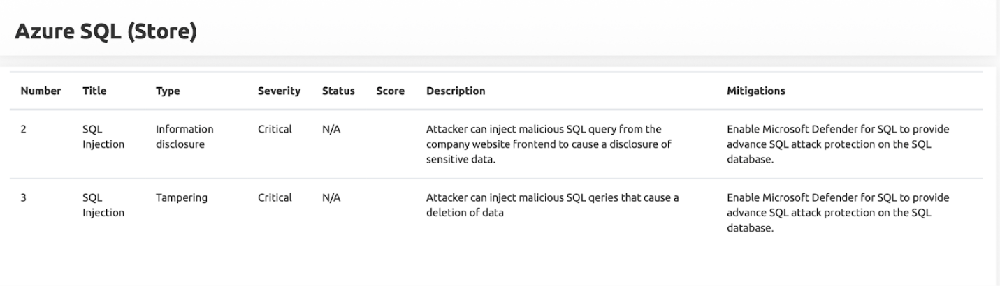 Azure SQL (Store)
Number Title Type Severity Status Score Description Mitigations
2 SQL Information Critical N/A Attacker can inject malicious SQL query from the Enable Microsoft Defender for SQL to provide
Injection disclosure company website frontend to cause a disclosure of advance SQL attack protection on the SQL
sensitive data. database.
3 SQL Tampering Critical N/A Attacker can inject malicious SQL qeries that cause a Enable Microsoft Defender for SQL to provide
Injection deletion of data advance SQL attack protection on the SQL
database.